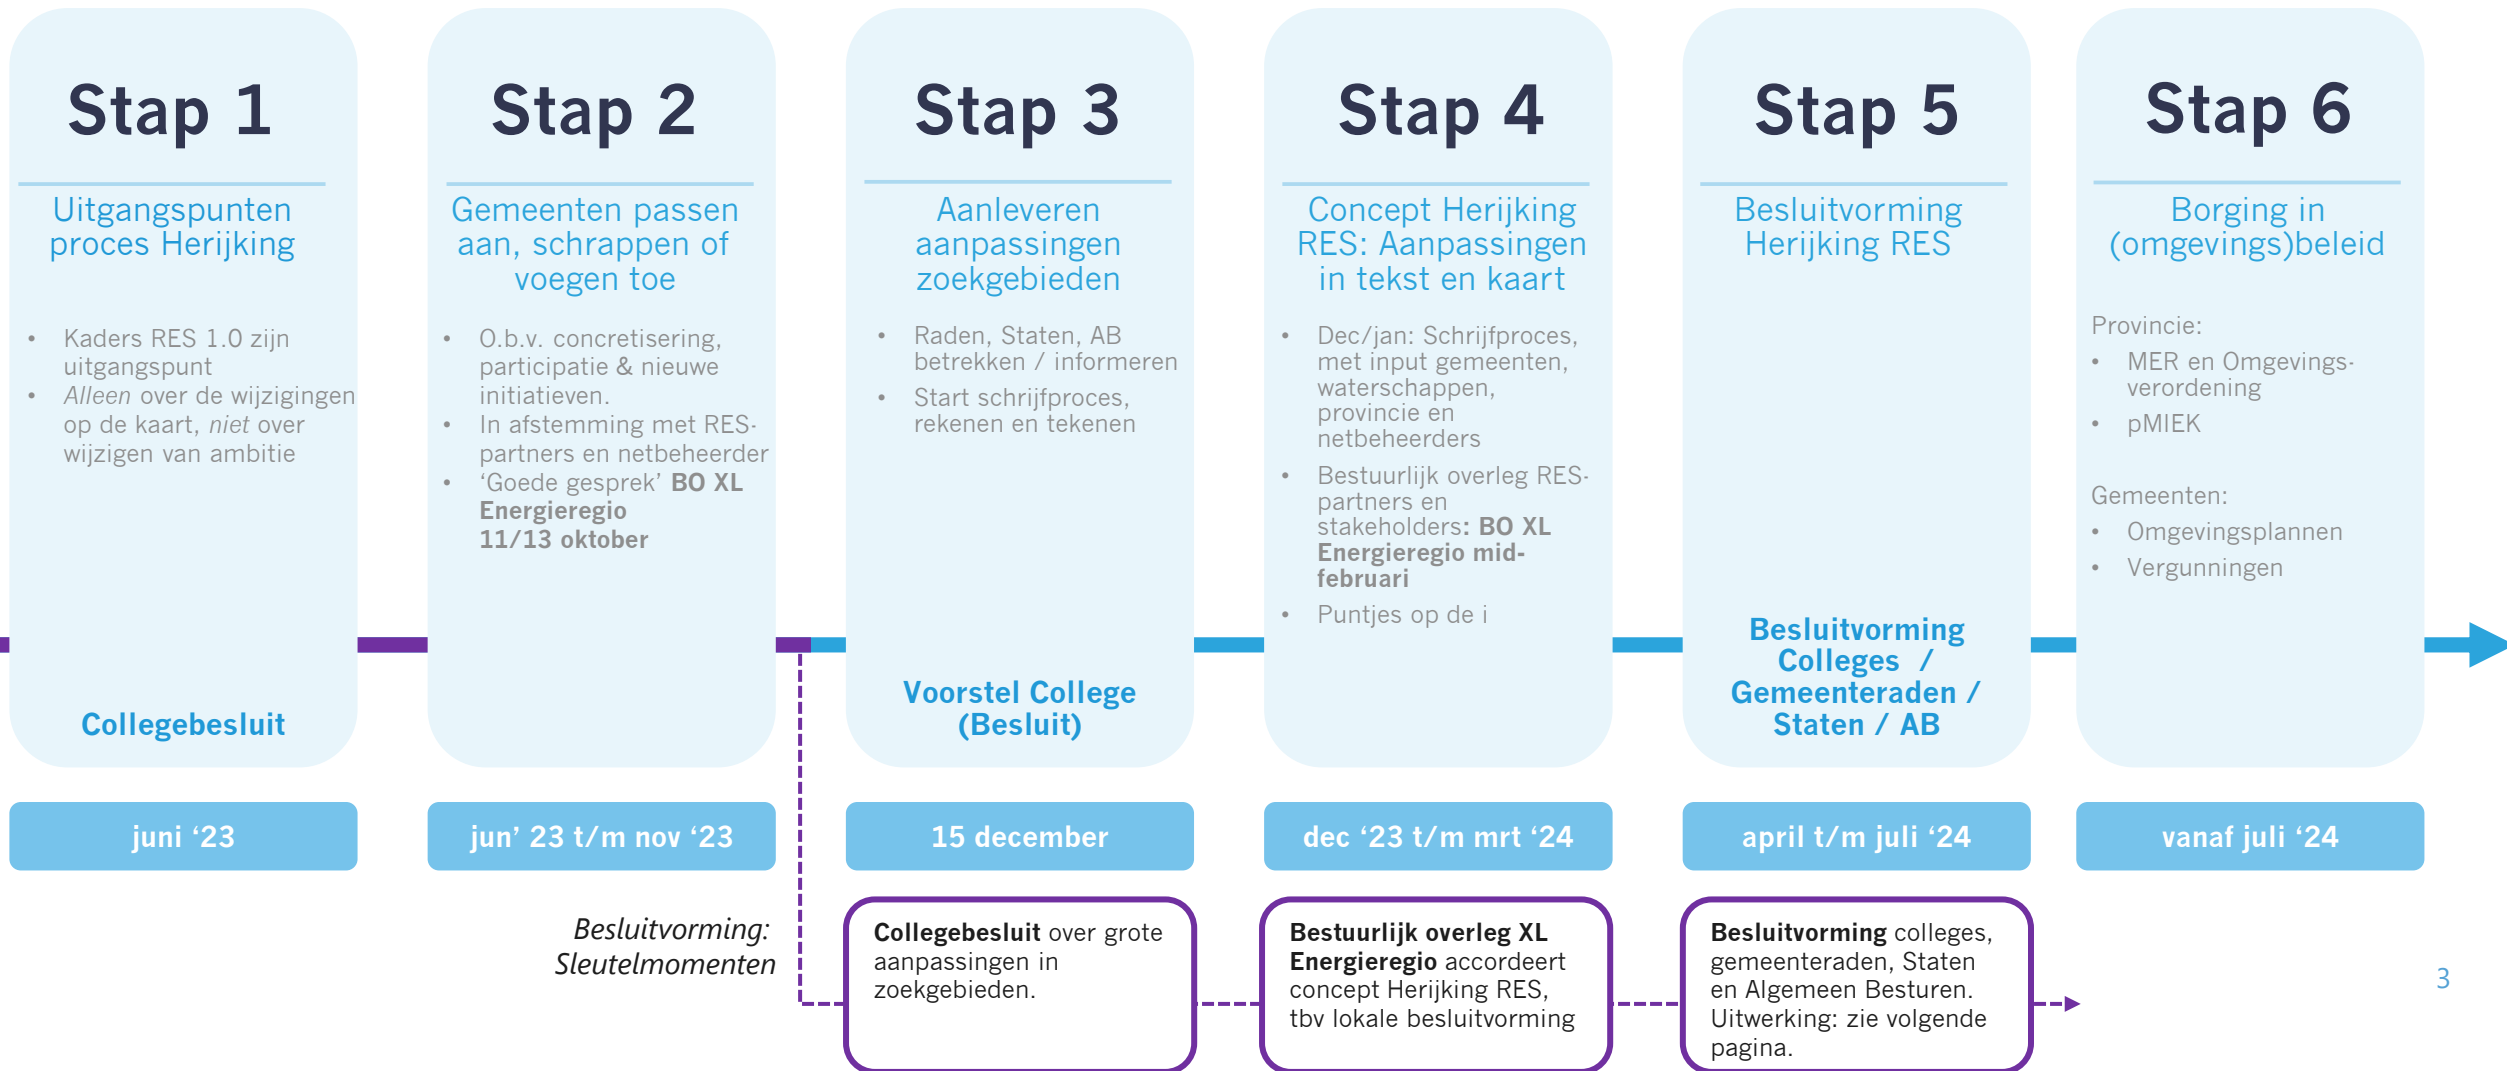 Stap 1
Uitgangspunten
proces Herijking
• Kaders RES 1.0 zijn
uitgangspunt
• Alleen over de wijzigingen
op de kaart, niet over
wijzigen van ambitie
Collegebesluit
juni ‘23
Stap 2
Gemeenten passen
aan, schrappen of
voegen toe
• O.b.v. concretisering,
participatie & nieuwe
initiatieven.
• In afstemming met RES-
partners en netbeheerder
• ‘Goede gesprek’ BO XL
Energieregio
11/13 oktober
jun’ 23 t/m nov ‘23
Stap 3
Aanleveren
aanpassingen
zoekgebieden
• Raden, Staten, AB
betrekken / informeren
• Start schrijfproces,
rekenen en tekenen
Voorstel College
(Besluit)
15 december
Stap 4
Concept Herijking
RES: Aanpassingen
in tekst en kaart
• Dec/jan: Schrijfproces,
met input gemeenten,
waterschappen,
provincie en
netbeheerders
• Bestuurlijk overleg RES-
partners en
stakeholders: BO XL
Energieregio mid-
februari
• Puntjes op de i
dec ‘23 t/m mrt ‘24
Stap 5
Besluitvorming
Herijking RES
Besluitvorming
Colleges /
Gemeenteraden /
Staten / AB
april t/m juli ‘24
Stap 6
Borging in
(omgevings)beleid
Provincie:
• MER en Omgevings-
verordening
• pMIEK
Gemeenten:
• Omgevingsplannen
• Vergunningen
vanaf juli ‘24
Besluitvorming:
Sleutelmomenten
Collegebesluit over grote
aanpassingen in
zoekgebieden.
Bestuurlijk overleg XL
Energieregio accordeert
concept Herijking RES,
tbv lokale besluitvorming
Besluitvorming colleges,
gemeenteraden, Staten
en Algemeen Besturen.
Uitwerking: zie volgende
pagina.
3